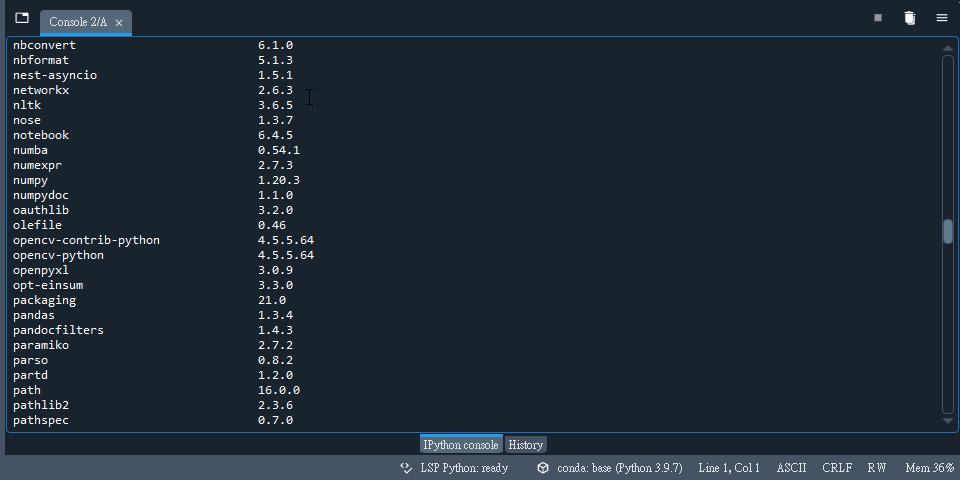 Console 2/A
nbconvert 6.1.0
nbformat 5.1.3
nest-asyncio 1.5.1
networkx 2.6.3
nltk 3.6.5
nose 1.3.7
notebook 6.4.5
numba 0.54.1
numexpr 2.7.3
numpy 1.20.3
numpydoc 1.1.0
oauthlib 3.2.0
olefile 0.46
opencv-contrib-python 4.5.5.64
opencv-python 4.5.5.64
openpyxl 3.0.9
opt-einsum 3.3.0
packaging 21.0
pandas 1.3.4
pandocfilters 1.4.3
paramiko 2.7.2
parso 0.8.2
partd 1.2.0
path 16.0.0
pathlib2 2.3.6
pathspec 0.7.0
IPython console History
LSP Python: ready conda: base (Python 3.9.7) Line 1, Col 1 ASCII CRLF RW Mem 36%